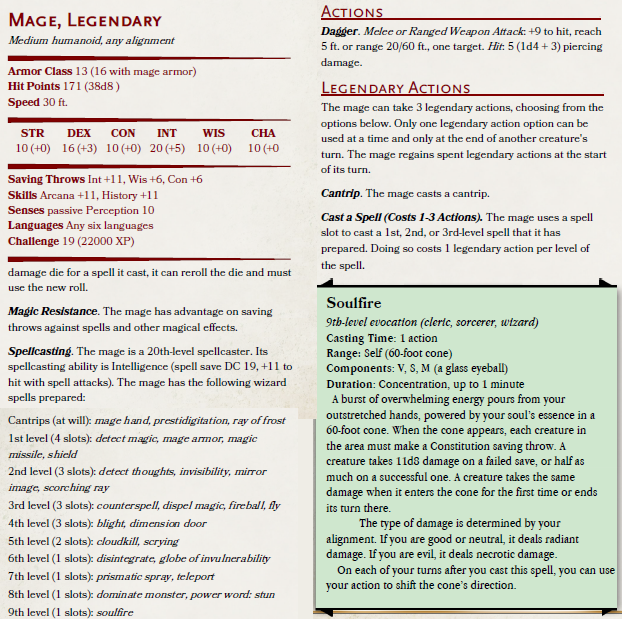 Mage, Legendary
Medium humanoid, any alignment
Armor Class 13 (16 with mage armor)
Hit Points 171 (38d8 )
Speed 30 ft.
STR DEX CON INT WIS CHA
10 (+0) 16 (+3) 10 (+0) 20 (+5) 10 (+0) 10 (+0
Saving Throws Int +11, Wis +6, Con +6
Skills Arcana +11, History +11
Senses passive Perception 10
Languages Any six languages
Challenge 19 (22000 XP)
damage die for a spell it cast, it can reroll the die and must
use the new roll.
Magic Resistance. The mage has advantage on saving
throws against spells and other magical effects.
Spellcasting. The mage is a 20th-level spellcaster. Its
spellcasting ability is Intelligence (spell save DC 19, +11 to
hit with spell attacks). The mage has the following wizard
spells prepared:
Cantrips (at will): mage hand, prestidigitation, ray of frost
1st level (4 slots): detect magic, mage armor, magic
missile, shield
2nd level (3 slots): detect thoughts, invisibility, mirror
image, scorching ray
3rd level (3 slots): counterspell, dispel magic, fireball, fly
4th level (3 slots): blight, dimension door
5th level (2 slots): cloudkill, scrying
6th level (1 slots): disintegrate, globe of invulnerability
7th level (1 slots): prismatic spray, teleport
8th level (1 slots): dominate monster, power word: stun
9th level (1 slots): soulfire
Actions
Dagger. Melee or Ranged Weapon Attack: +9 to hit, reach
5 ft. or range 20/60 ft., one target. Hit: 5 (1d4 + 3) piercing
damage.
Legendary Actions
The mage can take 3 legendary actions, choosing from the
options below. Only one legendary action option can be
used at a time and only at the end of another creature's
turn. The mage regains spent legendary actions at the start
of its turn.
Cantrip. The mage casts a cantrip.
Cast a Spell (Costs 1-3 Actions). The mage uses a spell
slot to cast a 1st, 2nd, or 3rd-level spell that it has
prepared. Doing so costs 1 legendary action per level of
the spell.
Soulfire
9th-level evocation (cleric, sorcerer, wizard)
Casting Time: 1 action
Range: Self (60-foot cone)
Components: V, S, M (a glass eyeball)
Duration: Concentration, up to 1 minute
A burst of overwhelming energy pours from your
outstretched hands, powered by your soul's essence in a
60-foot cone. When the cone appears, each creature in
the area must make a Constitution saving throw. A
creature takes 11d8 damage on a failed save, or half as
much on a successful one. A creature takes the same
damage when it enters the cone for the first time or ends
its turn there.
The type of damage is determined by your
alignment. If you are good or neutral, it deals radiant
damage. If you are evil, it deals necrotic damage.
On each of your turns after you cast this spell, you can use
your action to shift the cone's direction.